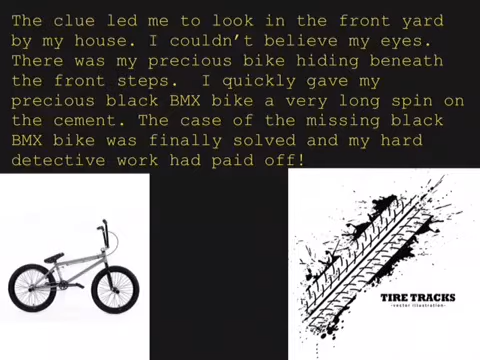 The clue led me to look in the front yard
by my house. I couldn't believe my eyes.
There was my precious bike hiding beneath
the front steps.  I quickly gave my
precious black BMX bike a very long spin on
the cement. The case of the missing black
BMX bike was finally solved and my hard
detective work had paid off!
TIRE TRACKS
-vector illustration-